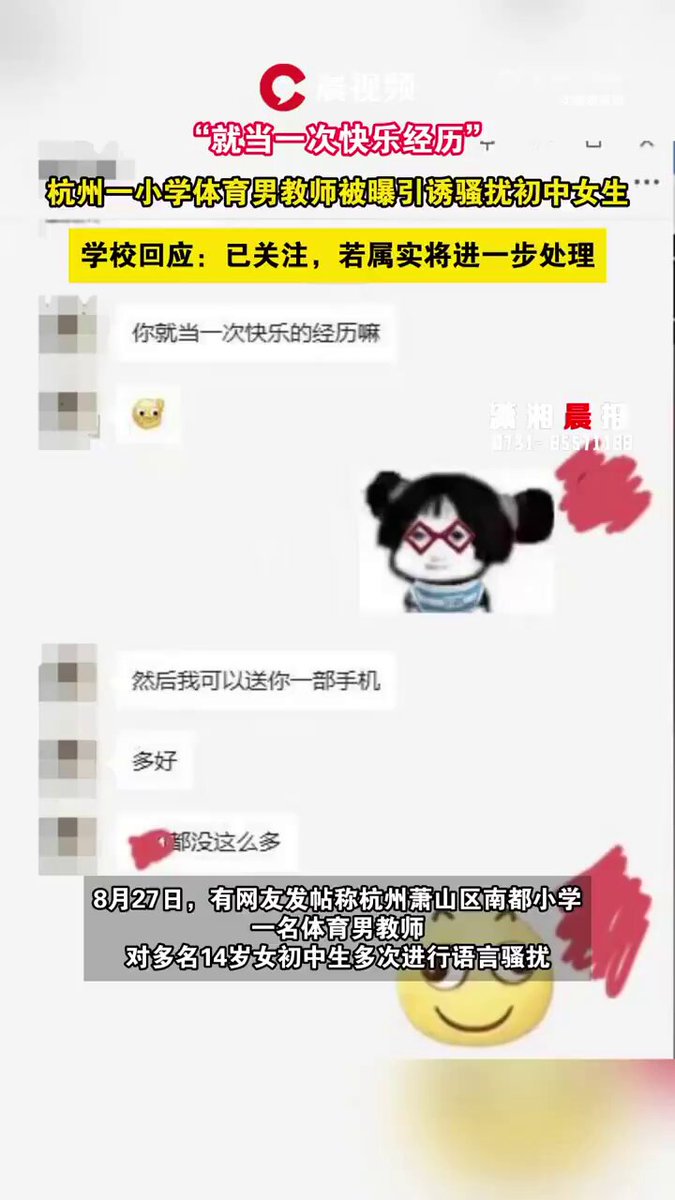 晨视频
“就当一次快乐经历”
杭州一小学体育男教师被曝引诱骚扰初中女生
学校回应：已关注，若属实将进一步处理
你就当一次快乐的经历嘛
潇湘晨报
0731-85571188
然后我可以送你一部手机
多好
都没这么多
8月27日，有网友发帖称杭州萧山区南都小学
一名体育男教师
对多名14岁女初中生多次进行语言骚扰